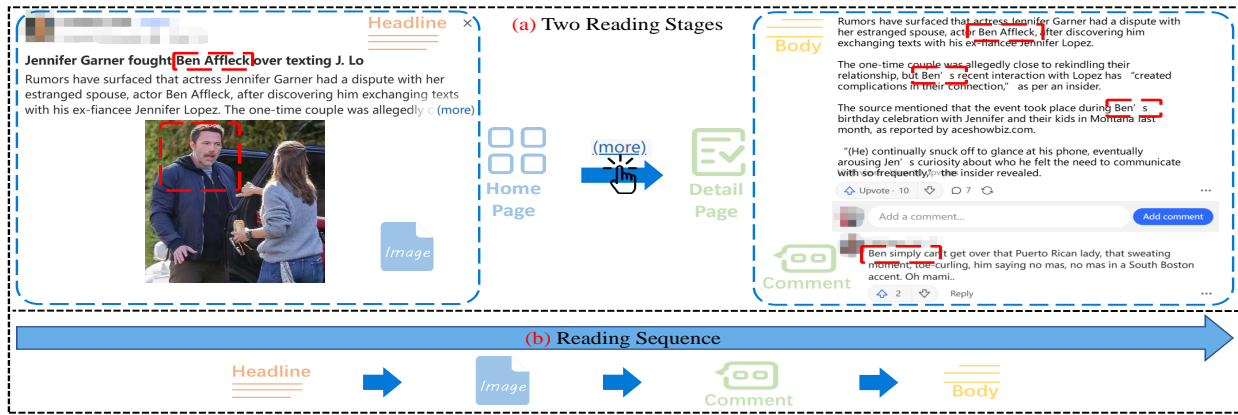 (a) Two Reading Stages
Headline
×
Jennifer Garner fought Ben Affleck over texting J. Lo
Rumors have surfaced that actress Jennifer Garner had a dispute with her
estranged spouse, actor Ben Affleck, after discovering him exchanging texts
with his ex-fiancee Jennifer Lopez. The one-time couple was allegedly c (more)
Image
Home
Page
(more)
Detail
Page
Body
Rumors have surfaced that actress Jennifer Garner had a dispute with
her estranged spouse, actor Ben Affleck, after discovering him
exchanging texts with his ex-fiancee Jennifer Lopez.
The one-time couple was allegedly close to rekindling their
relationship, but Ben's recent interaction with Lopez has "created
complications in their connection," as per an insider.
The source mentioned that the event took place during Ben's
birthday celebration with Jennifer and their kids in Montana last
month, as reported by aceshowbiz.com.
"(He) continually snuck off to glance at his phone, eventually
arousing Jen's curiosity about who he felt the need to communicate
with so frequently," the insider revealed.
Upvote · 10 7 ...
Add a comment... Add comment
Comment
Ben simply can't get over that Puerto Rican lady, that sweating
moment, toe-curling, him saying no mas, no mas in a South Boston
accent. Oh mami..
2 Reply ...
(b) Reading Sequence
Headline
Image
Comment
Body